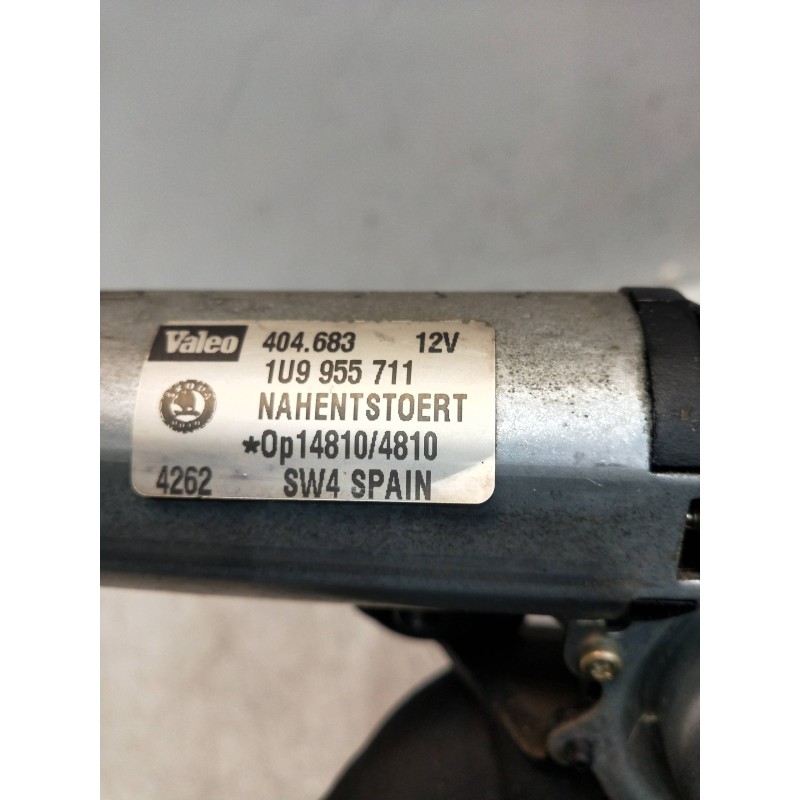 Valeo 404.683 12V
1U9 955 711
NAHENTSTOERT
*Op14810/4810
4262 SW4 SPAIN